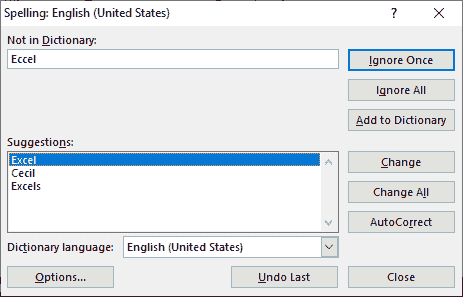 Spelling: English (United States)
?
Not in Dictionary:
Eccel
Ignore Once
Ignore All
Add to Dictionary
Suggestions:
Excel
Cecil
Excels
Change
Change All
AutoCorrect
Dictionary language: English (United States)
Options... Undo Last Close